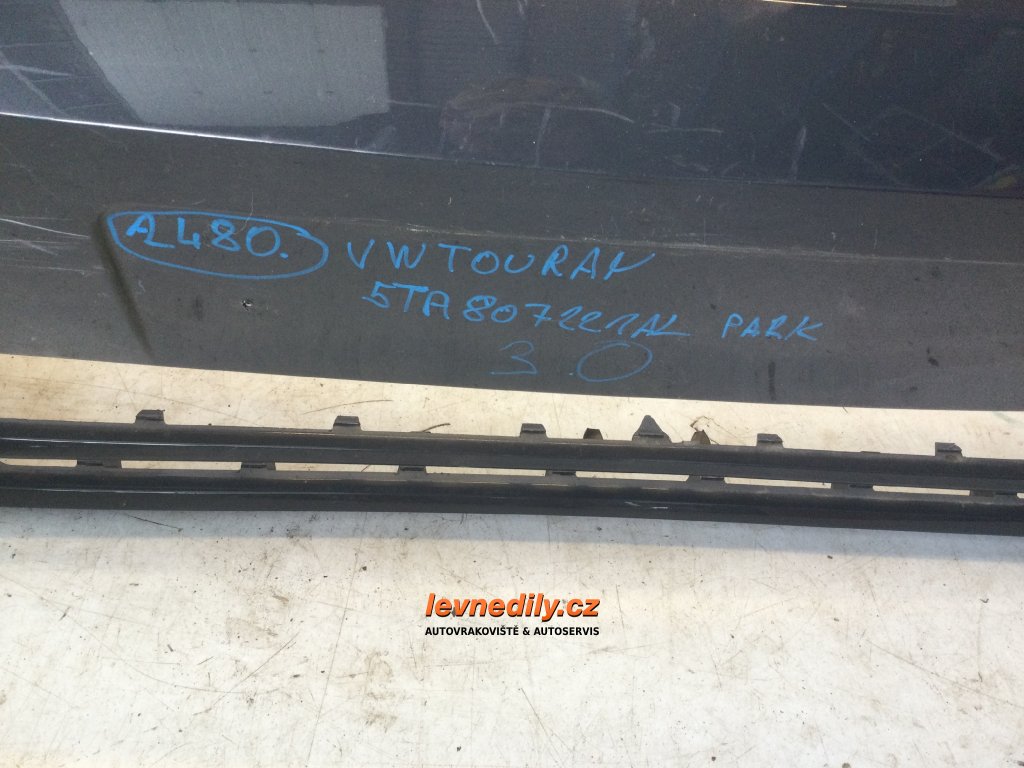 A480. VW TOURAN
5TA807221AL PARK
3.0
levnedily.cz
AUTOVRAKOVIŠTĚ & AUTOSERVIS